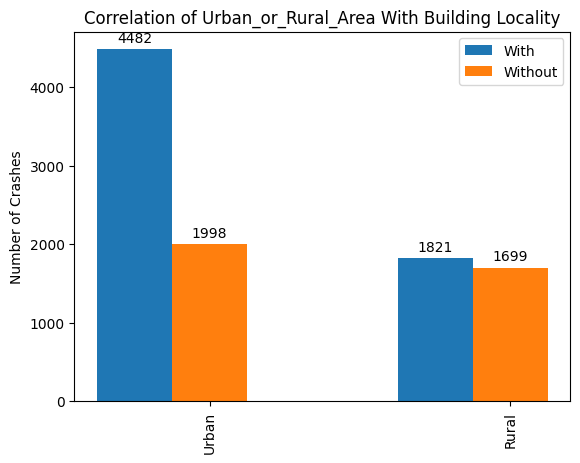 Correlation of Urban_or_Rural_Area With Building Locality
4482
With
Without
4000
Number of Crashes
3000
1998
2000
1821
1699
1000
0
Urban
Rural